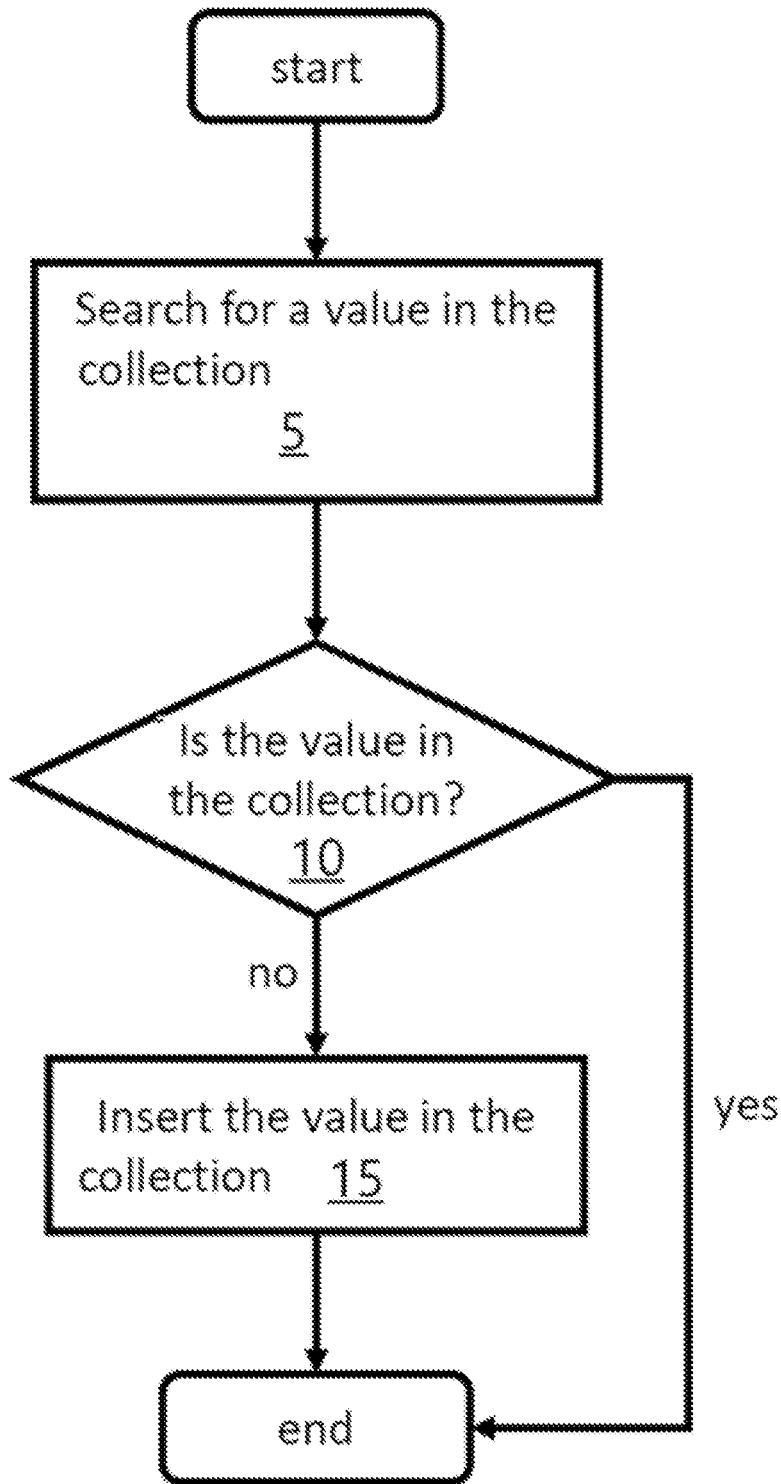 start
Search for a value in the
collection
5
Is the value in
the collection?
10
no
Insert the value in the
collection 15
yes
end